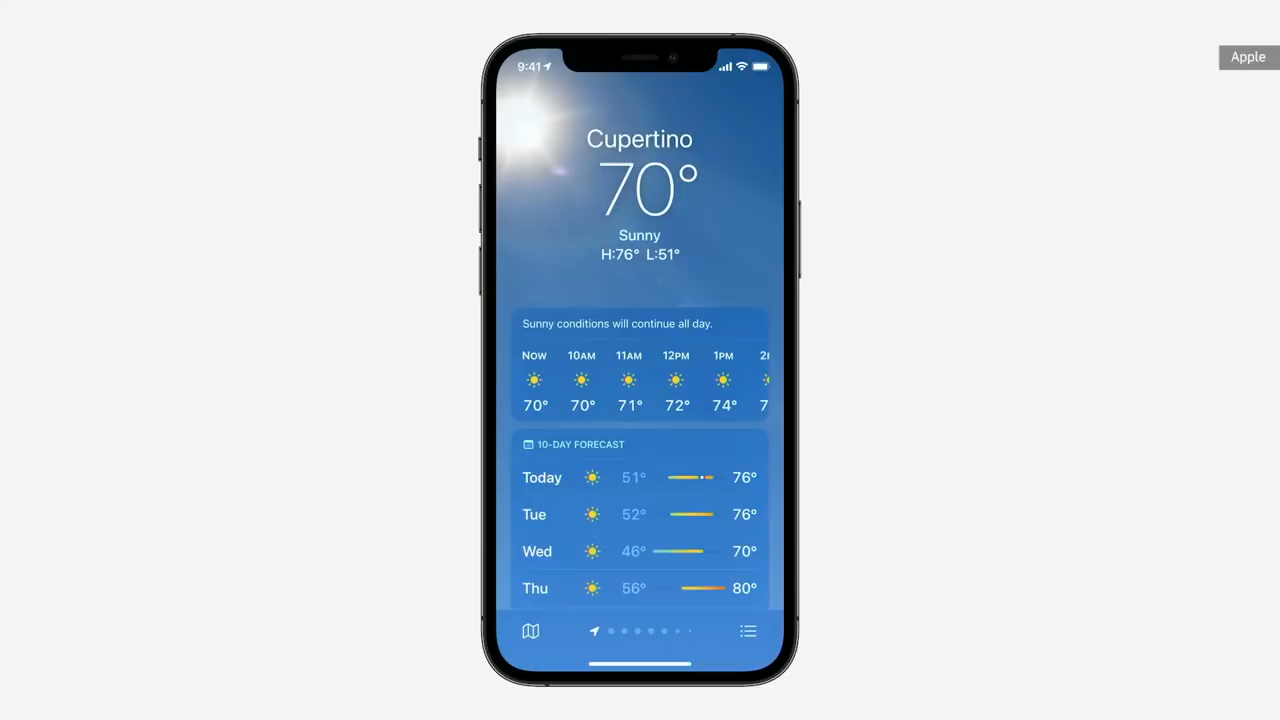 Apple
9:41
Cupertino
70°
Sunny
H:76° L:51°
Sunny conditions will continue all day.
Now 10AM 11AM 12PM 1PM
70° 70° 71° 72° 74°
10-DAY FORECAST
Today 51° 76°
Tue 52° 76°
Wed 46° 70°
Thu 56° 80°